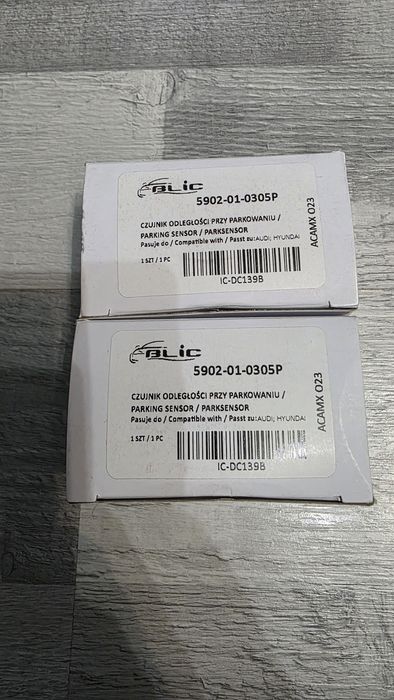 BLIC
5902-01-0305P
CZUJNIK ODLEGŁOŚCI PRZY PARKOWANIU /
PARKING SENSOR / PARKSENSOR
Pasuje do / Compatible with / Passt zu:AUDI; HYUNDAI
1 SZT / 1 PC
IC-DC139B
ACAMX O23
BLIC
5902-01-0305P
CZUJNIK ODLEGŁOŚCI PRZY PARKOWANIU /
PARKING SENSOR / PARKSENSOR
Pasuje do / Compatible with / Passt zu:AUDI; HYUNDAI
1 SZT / 1 PC
IC-DC139B
ACAMX O23